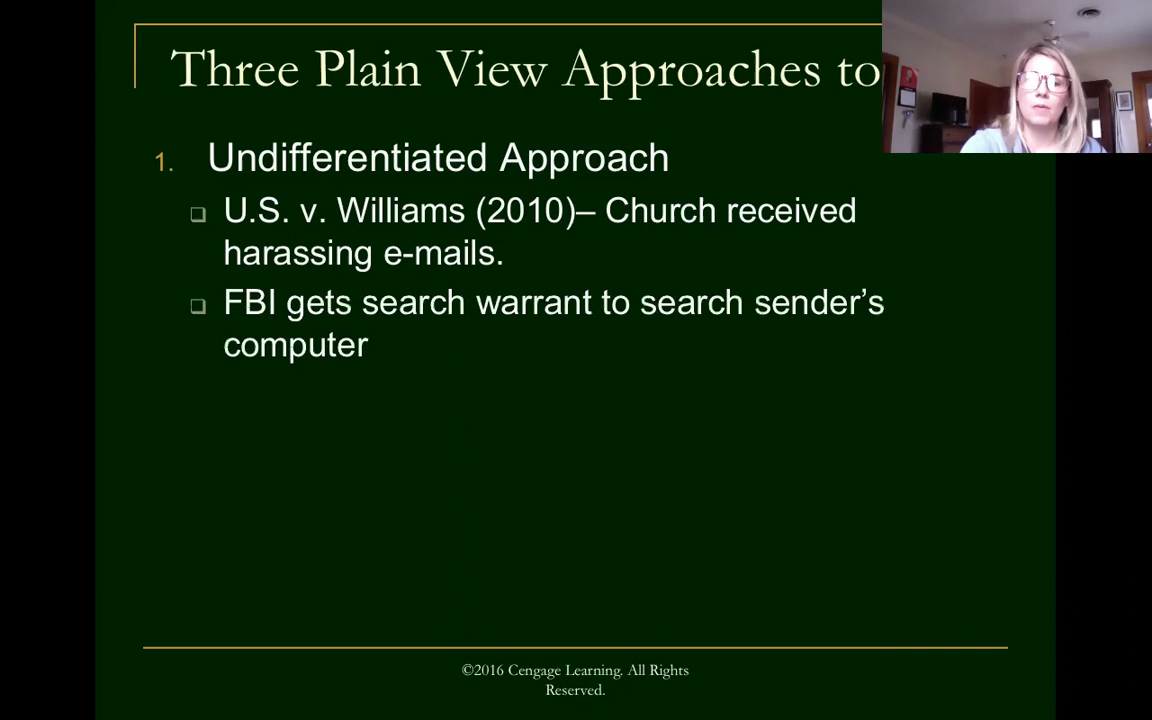 Three Plain View Approaches to
1. Undifferentiated Approach
U.S. v. Williams (2010)– Church received
harassing e-mails.
FBI gets search warrant to search sender's
computer
©2016 Cengage Learning. All Rights
Reserved.